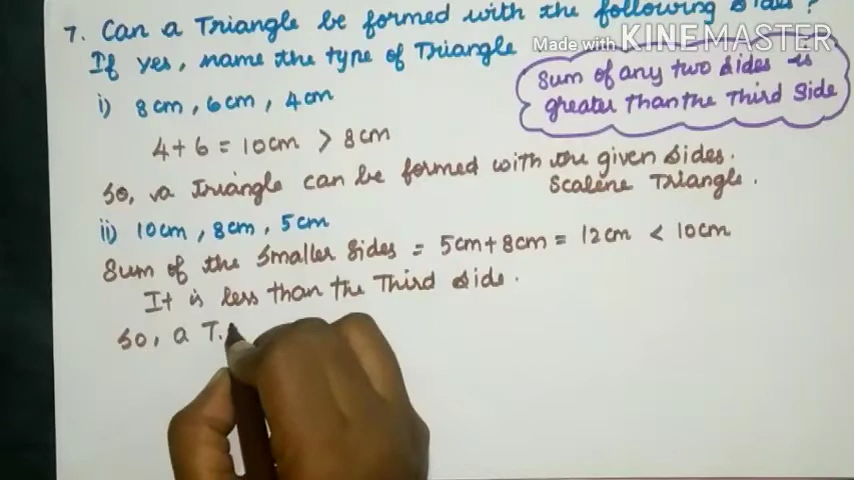 7. Can a Triangle be formed with the following sides?
If yes, name the type of Triangle
Made with KINEMASTER
Sum of any two sides is
greater than the Third Side
i) 8cm, 6cm, 4cm
4+6 = 10cm > 8cm
So, a Triangle can be formed with the given sides.
Scalene Triangle.
ii) 10cm, 8cm, 5cm
Sum of the smaller sides = 5cm+8cm = 12cm < 10cm
It is less than the Third side.
So, a T